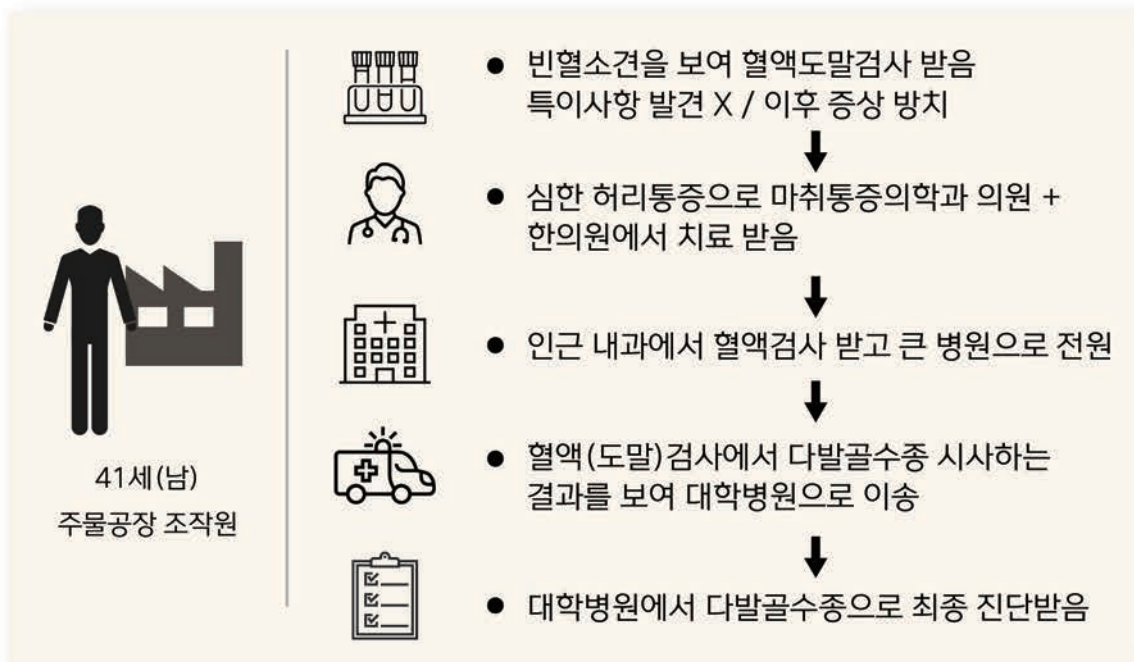 41세(남)
주물공장 조작원
● 빈혈소견을 보여 혈액도말검사 받음
특이사항 발견 X / 이후 증상 방치
● 심한 허리통증으로 마취통증의학과 의원 +
한의원에서 치료 받음
● 인근 내과에서 혈액검사 받고 큰 병원으로 전원
● 혈액(도말)검사에서 다발골수종 시사하는
결과를 보여 대학병원으로 이송
● 대학병원에서 다발골수종으로 최종 진단받음